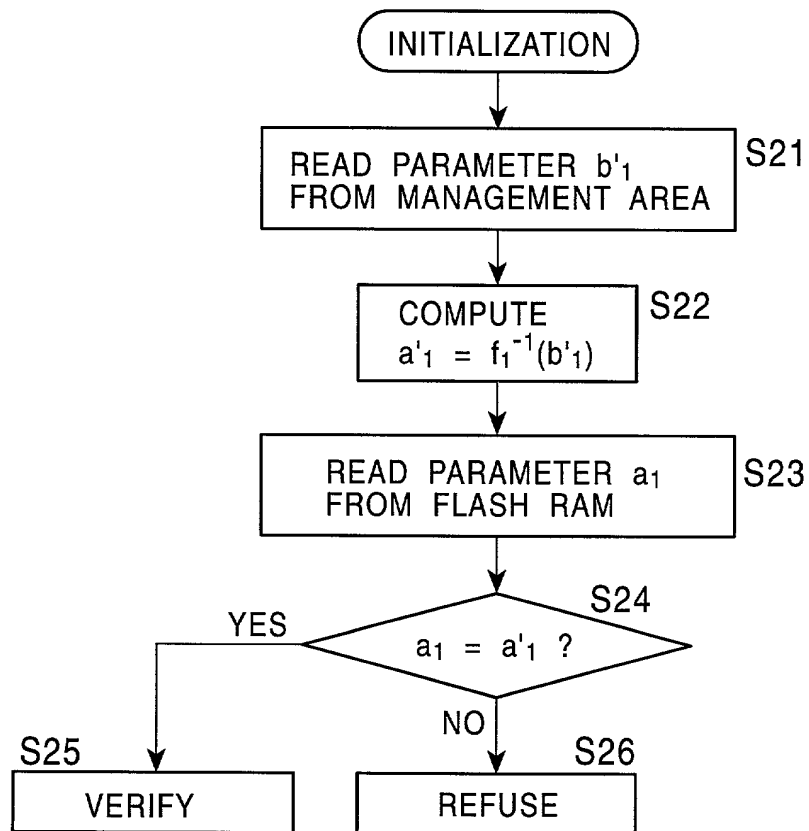 INITIALIZATION
READ PARAMETER b'₁
FROM MANAGEMENT AREA
S21
COMPUTE
a'₁ = f₁⁻¹(b'₁)
S22
READ PARAMETER a₁
FROM FLASH RAM
S23
S24
a₁ = a'₁ ?
YES
NO
S25
VERIFY
S26
REFUSE